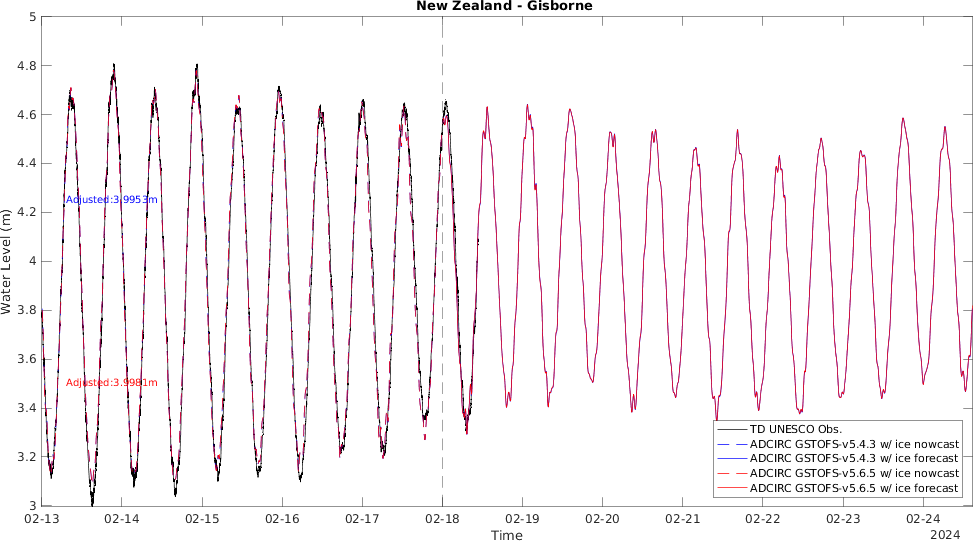 New Zealand - Gisborne
5
4.8
4.6
4.4
4.2
4
3.8
3.6
3.4
3.2
3
Water Level (m)
Adjusted:3.9953m
Adjusted:3.9981m
TD UNESCO Obs.
ADCIRC GSTOFS-v5.4.3 w/ ice nowcast
ADCIRC GSTOFS-v5.4.3 w/ ice forecast
ADCIRC GSTOFS-v5.6.5 w/ ice nowcast
ADCIRC GSTOFS-v5.6.5 w/ ice forecast
02-13 02-14 02-15 02-16 02-17 02-18 02-19 02-20 02-21 02-22 02-23 02-24
2024
Time